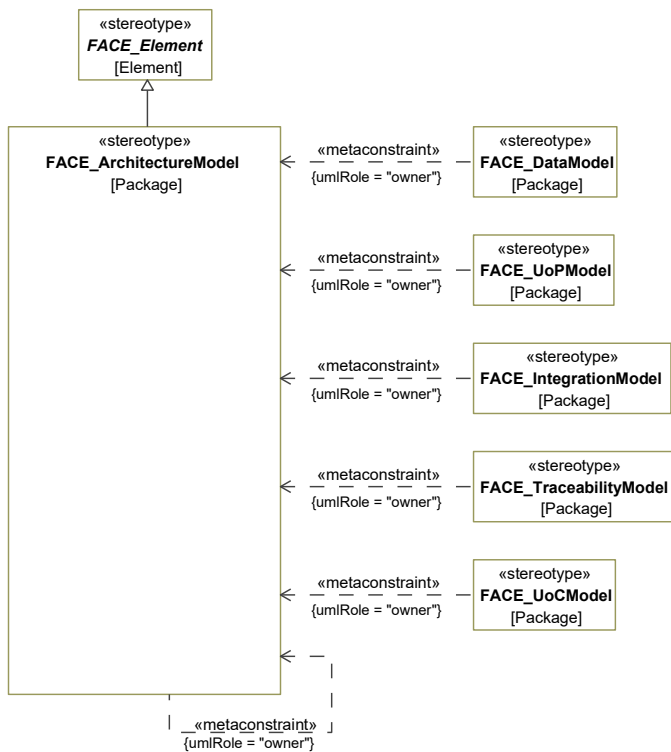 «stereotype»
FACE_Element
[Element]
«stereotype»
FACE_ArchitectureModel
[Package]
«metaconstraint»
{umlRole = "owner"}
«stereotype»
FACE_DataModel
[Package]
«metaconstraint»
{umlRole = "owner"}
«stereotype»
FACE_UoPModel
[Package]
«metaconstraint»
{umlRole = "owner"}
«stereotype»
FACE_IntegrationModel
[Package]
«metaconstraint»
{umlRole = "owner"}
«stereotype»
FACE_TraceabilityModel
[Package]
«metaconstraint»
{umlRole = "owner"}
«stereotype»
FACE_UoCModel
[Package]
«metaconstraint»
{umlRole = "owner"}